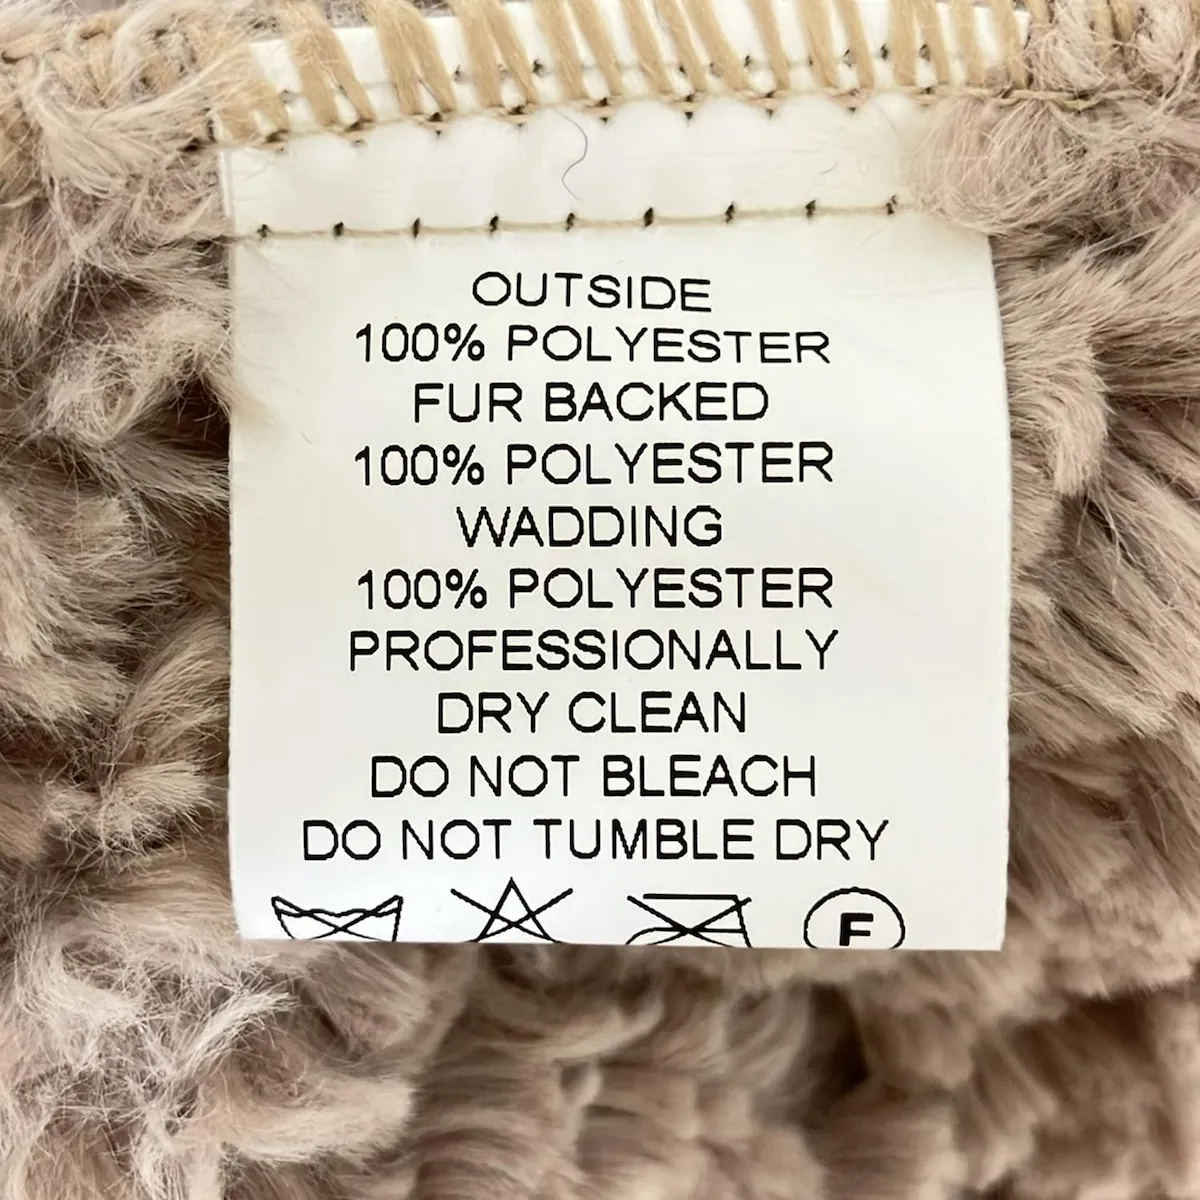 OUTSIDE
100% POLYESTER
FUR BACKED
100% POLYESTER
WADDING
100% POLYESTER
PROFESSIONALLY
DRY CLEAN
DO NOT BLEACH
DO NOT TUMBLE DRY
F